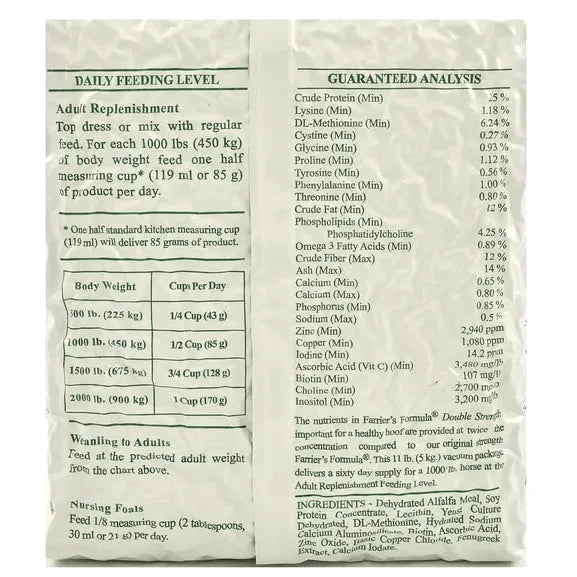 DAILY FEEDING LEVEL
Adult Replenishment
Top dress or mix with regular
feed. For each 1000 lbs (450 kg)
of body weight feed one half
measuring cup* (119 ml or 85 g)
of product per day.
* One half standard kitchen measuring cup
(119 ml) will deliver 85 grams of product.
Body Weight Cups Per Day
500 lb. (225 kg) 1/4 Cup (43 g)
1000 lb. (450 kg) 1/2 Cup (85 g)
1500 lb. (675 kg) 3/4 Cup (128 g)
2000 lb. (900 kg) 1 Cup (170 g)
Weanling to Adults
Feed at the predicted adult weight
from the chart above.
Nursing Foals
Feed 1/8 measuring cup (2 tablespoons,
30 ml or 21 g) Per day.
GUARANTEED ANALYSIS
Crude Protein (Min) 25 %
Lysine (Min) 1.18 %
DL-Methionine (Min) 6.24 %
Cystine (Min) 0.27 %
Glycine (Min) 0.93 %
Proline (Min) 1.12 %
Tyrosine (Min) 0.56 %
Phenylalanine (Min) 1.00 %
Threonine (Min) 0.80 %
Crude Fat (Min) 12 %
Phospholipids (Min)
Phosphatidylcholine 4.25 %
Omega 3 Fatty Acids (Min) 0.89 %
Crude Fiber (Max) 12 %
Ash (Max) 14 %
Calcium (Min) 0.65 %
Calcium (Max) 0.80 %
Phosphorus (Min) 0.85 %
Sodium (Max) 0.5 %
Zinc (Min) 2,940 ppm
Copper (Min) 1,080 ppm
Iodine (Min) 14.2 ppm
Ascorbic Acid (Vit C) (Min) 3,480 mg/lb
Biotin (Min) 107 mg/lb
Choline (Min) 2,700 mg/lb
Inositol (Min) 3,200 mg/lb
The nutrients in Farrier's Formula® Double Strength
important for a healthy hoof are provided at twice the
concentration compared to our original strength
Farrier's Formula®. This 11 lb. (5 kg.) vacuum package
delivers a sixty day supply for a 1000 lb. horse at the
Adult Replenishment Feeding Level.
INGREDIENTS - Dehydrated Alfalfa Meal, Soy
Protein Concentrate, Lecithin, Yeast Culture
Dehydrated, DL-Methionine, Hydrated Sodium
Calcium Aluminosilicate, Biotin, Ascorbic Acid,
Zinc Oxide, Basic Copper Chloride, Fenugreek
Extract, Calcium Iodate.